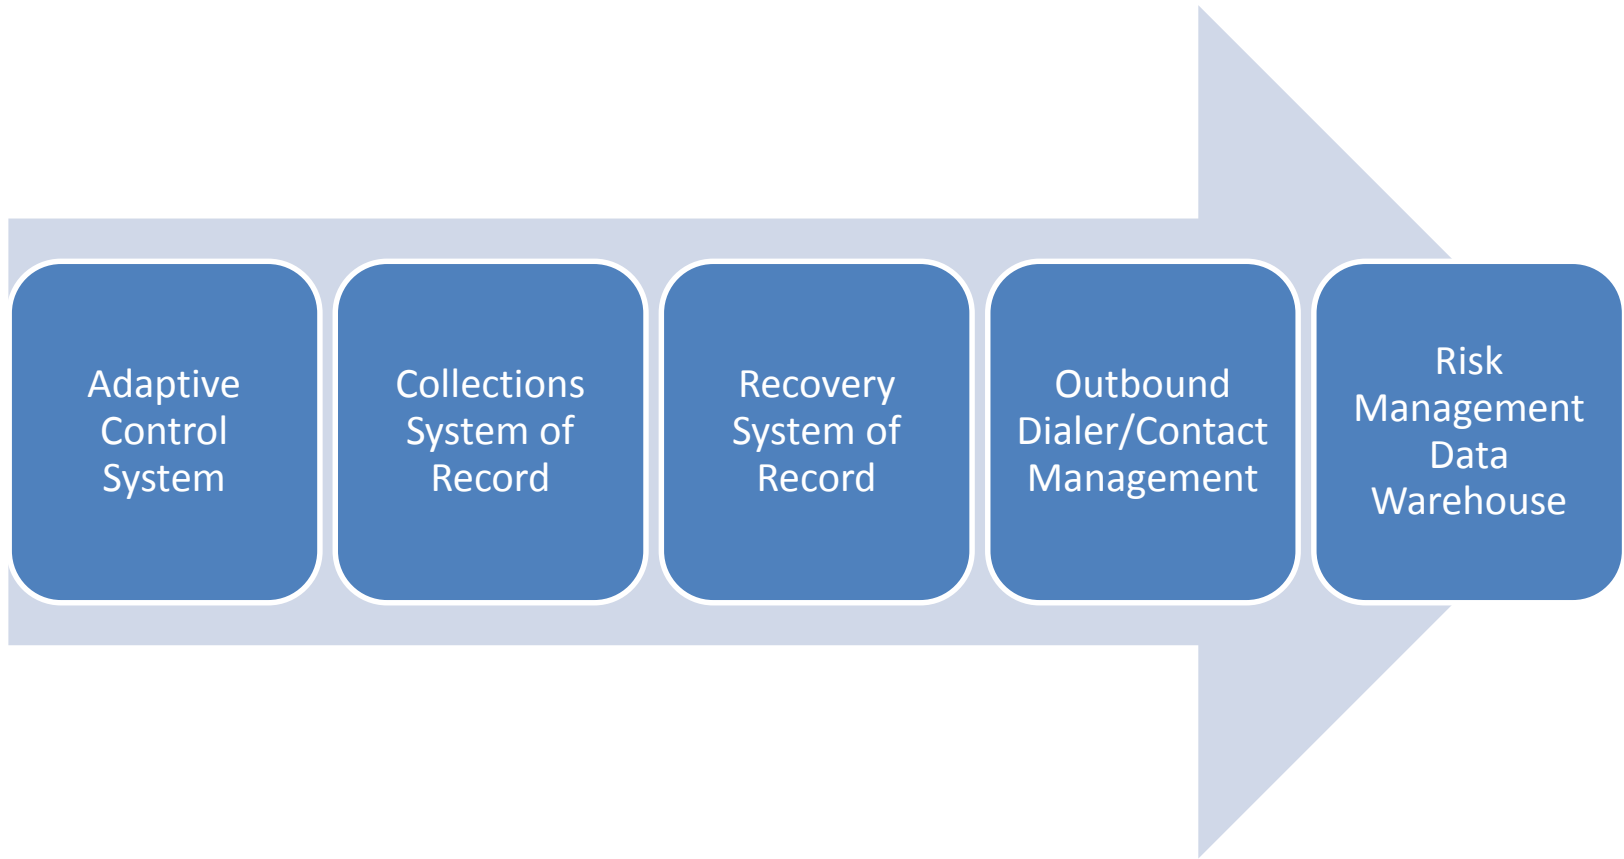 Adaptive
Control
System
Collections
System of
Record
Recovery
System of
Record
Outbound
Dialer/Contact
Management
Risk
Management
Data
Warehouse